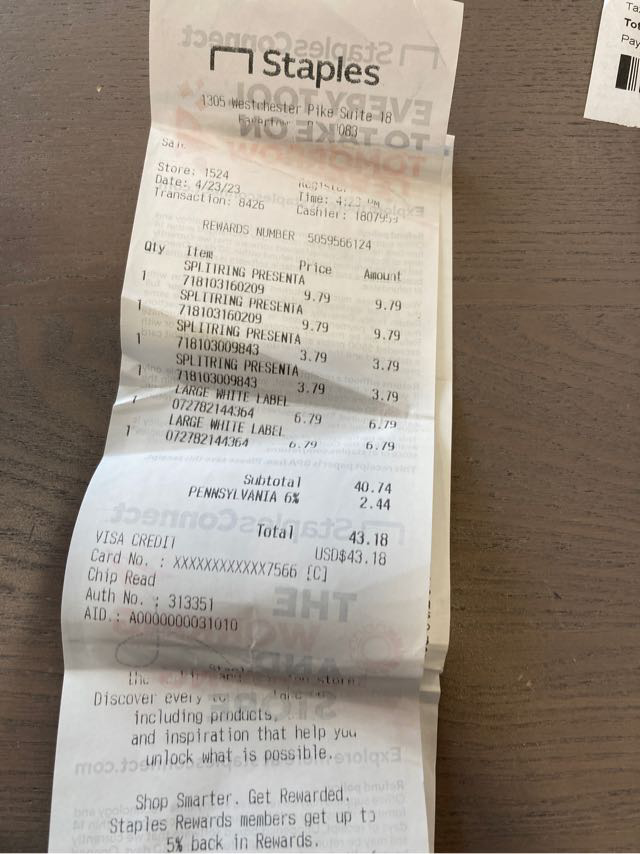 Staples
1305 Westchester Pike Suite 18
Store: 1524
Date: 4/23/23
Time: 4:23 PM
Transaction: 8426
Cashier:
REWARDS NUMBER 5059566124
Qty Item Price Amount
1 SPLITRING PRESENTA
718103160209 9.79 9.79
1 SPLITRING PRESENTA
718103160209 9.79 9.79
1 SPLITRING PRESENTA
718103009843 3.79 3.79
1 SPLITRING PRESENTA
718103009843 3.79 3.79
1 LARGE WHITE LABEL
072782144364 6.79 6.79
1 LARGE WHITE LABEL
072782144364 6.79 6.79
Subtotal 40.74
PENNSYLVANIA 6% 2.44
Total 43.18
VISA CREDIT USD$43.18
Card No. : XXXXXXXXXXXX7566 [C]
Chip Read
Auth No. : 313351
AID.: A0000000031010
Discover every
including products,
and inspiration that help you
unlock what is possible.
Shop Smarter. Get Rewarded.
Staples Rewards members get up to
5% back in Rewards.